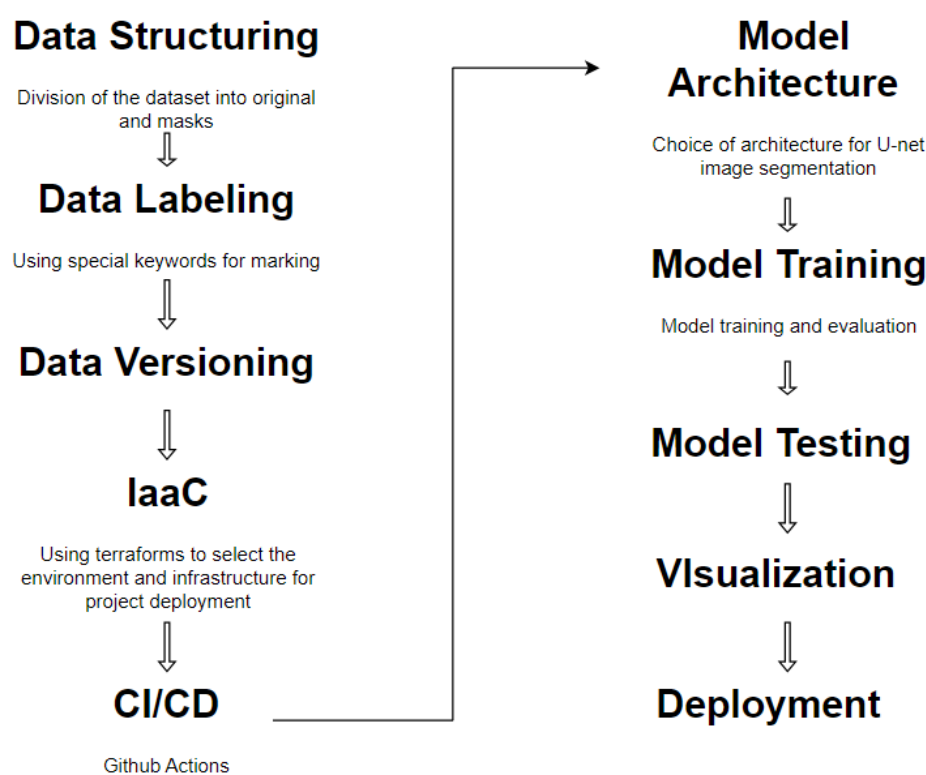 Data Structuring
Division of the dataset into original
and masks
Data Labeling
Using special keywords for marking
Data Versioning
IaaC
Using terraforms to select the
environment and infrastructure for
project deployment
CI/CD
Github Actions
Model
Architecture
Choice of architecture for U-net
image segmentation
Model Training
Model training and evaluation
Model Testing
VIsualization
Deployment